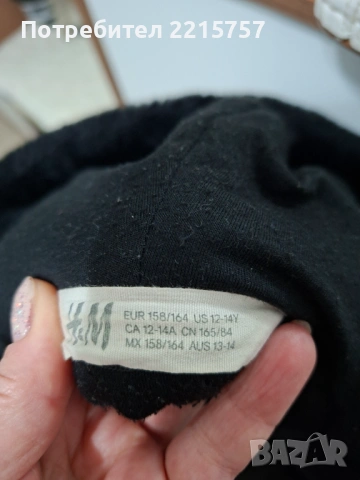 Потребител 2215757
H&M
EUR 158/164 US 12-14Y
CA 12-14A CN 165/84
MX 158/164 AUS 13-14
BAZAR